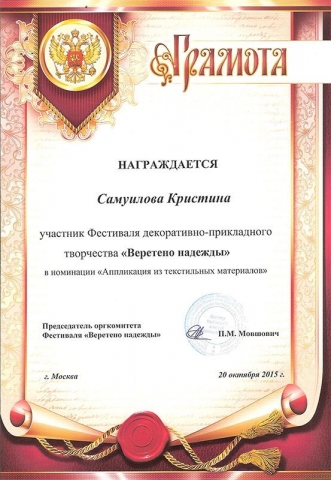 Грамота
НАГРАЖДАЕТСЯ
Самуилова Кристина
участник Фестиваля декоративно-прикладного
творчества «Веретено надежды»
в номинации «Аппликация из текстильных материалов»
Председатель оргкомитета
Фестиваля «Веретено надежды»
П.М. Мовшович
г. Москва
20 октября 2015 г.